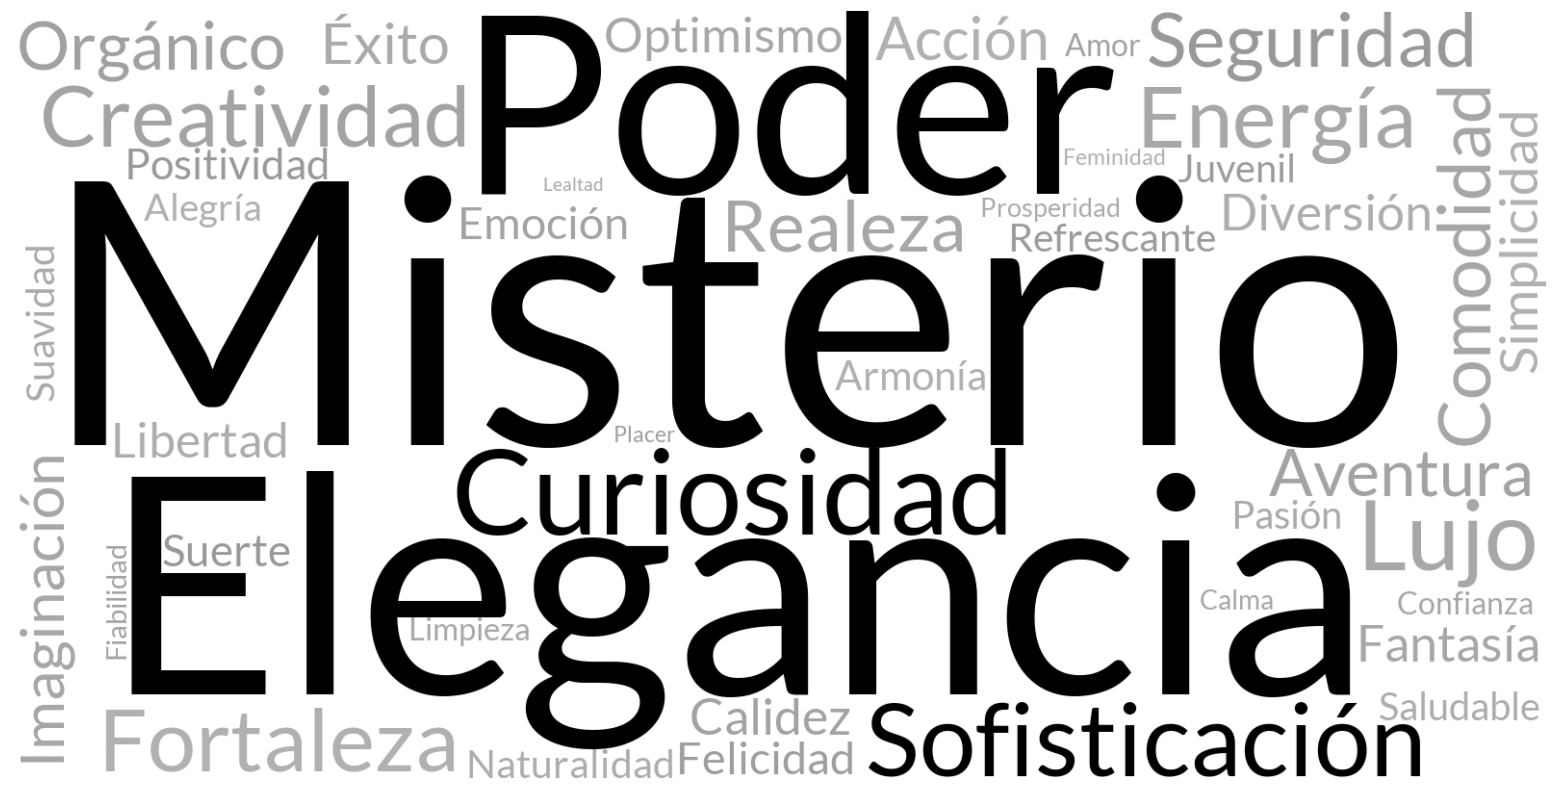 Orgánico
Éxito
Poder
Optimismo
Acción
Amor
Seguridad
Creatividad
Energía
Comodidad
Simplicidad
Positividad
Lealtad
Feminidad
Juvenil
Alegría
Emoción
Realeza
Prosperidad
Refrescante
Diversión
Misterio
Suavidad
Armonía
Libertad
Placer
Curiosidad
Aventura
Imaginación
Elegancia
Suerte
Pasión
Lujo
Fiabilidad
Limpieza
Calma
Confianza
Fantasía
Fortaleza
Calidez
Sofisticación
Saludable
Naturalidad
Felicidad